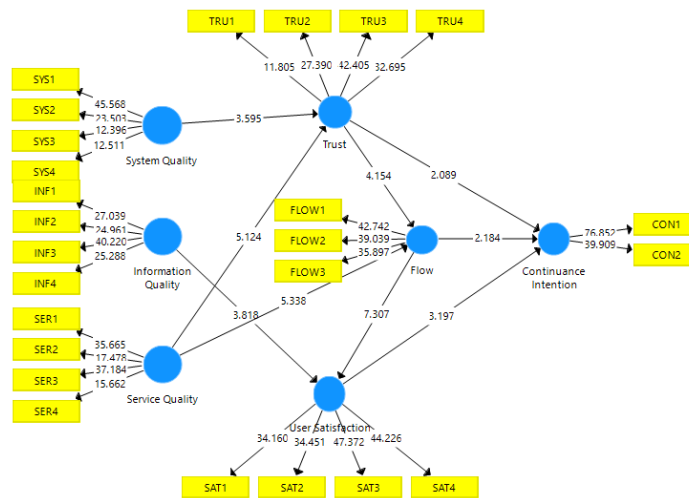 TRU1 TRU2 TRU3 TRU4
11.805 27.390 42.405 32.695
SYS1
SYS2
SYS3
SYS4
45.568
23.503
12.396
12.511
System Quality
3.595
Trust
INF1
INF2
INF3
INF4
27.039
24.961
40.220
25.288
Information
Quality
5.124
4.154
2.089
FLOW1
FLOW2
FLOW3
42.742
39.039
35.897
Flow
2.184
Continuance
Intention
76.852
39.909
CON1
CON2
SER1
SER2
SER3
SER4
35.665
17.478
37.184
15.662
Service Quality
3.818
5.338
7.307
3.197
User Satisfaction
34.160 34.451 47.372 44.226
SAT1 SAT2 SAT3 SAT4